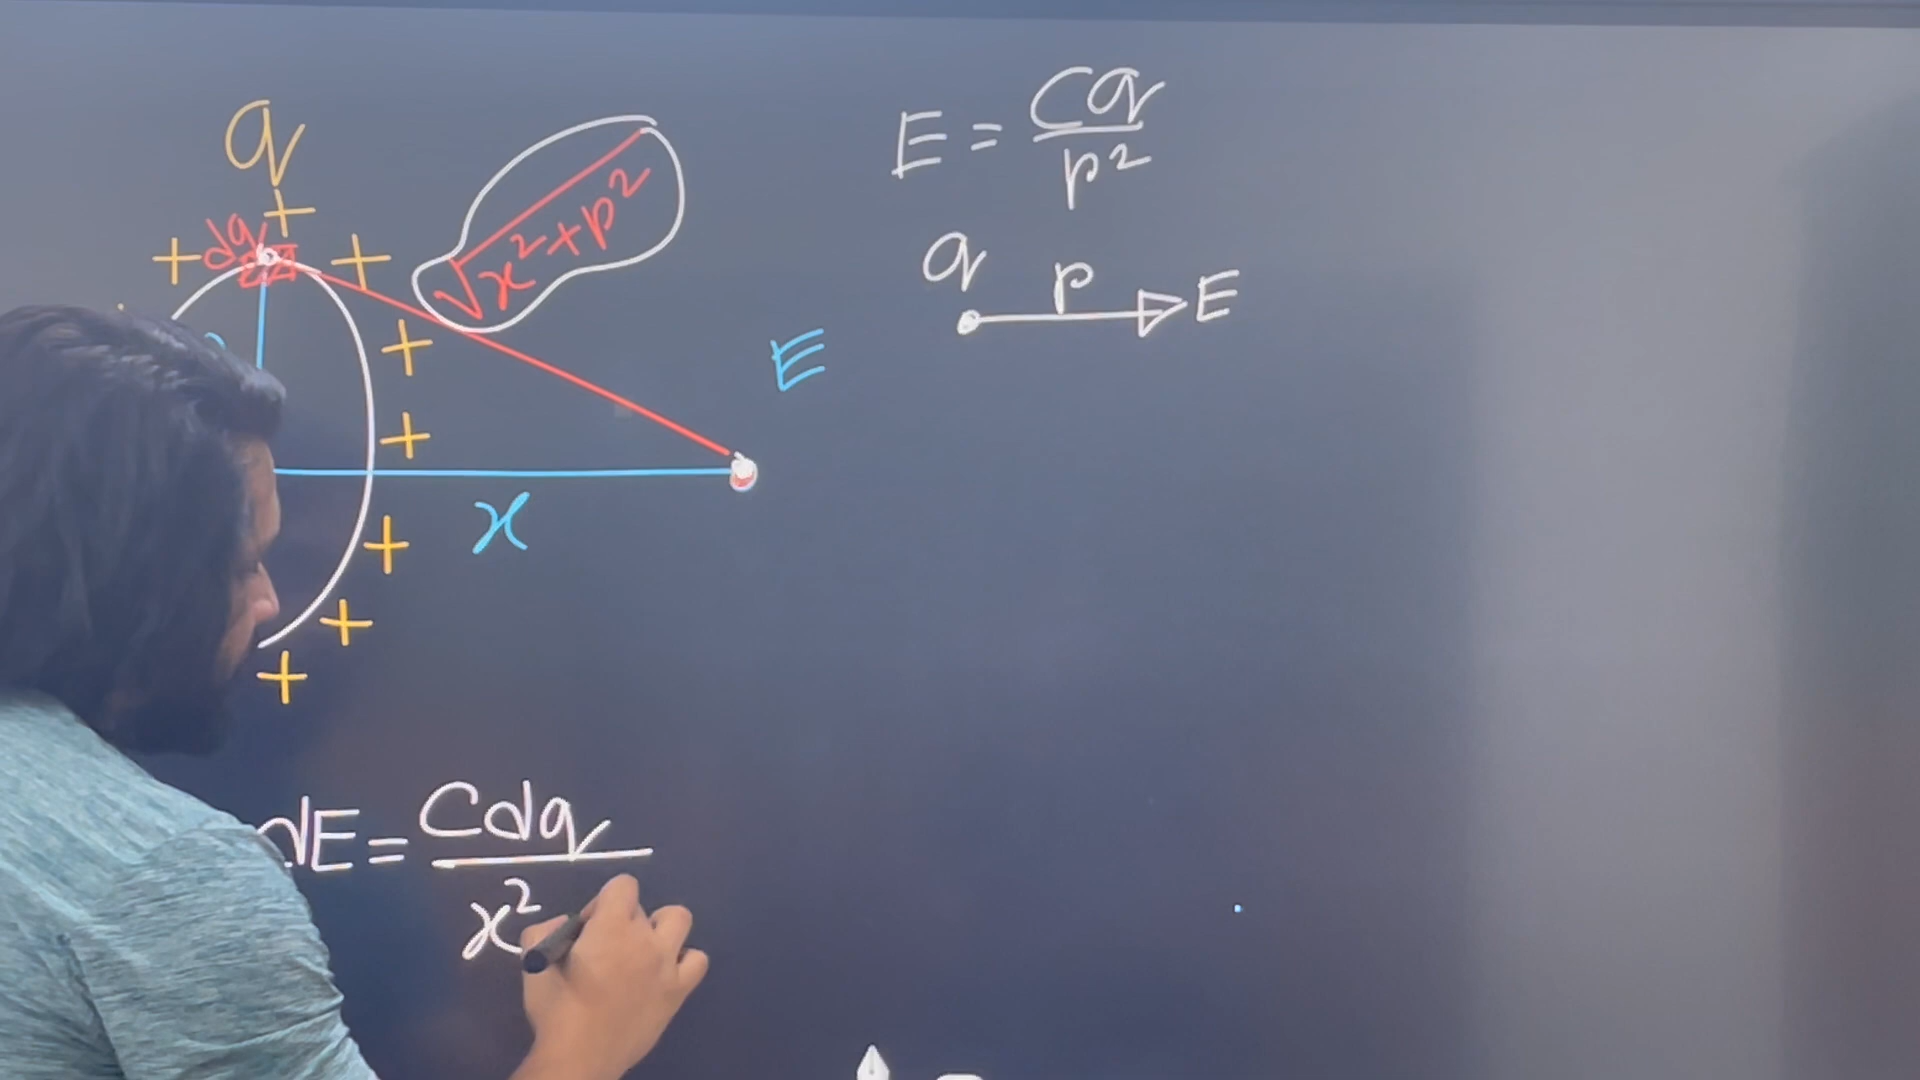 q
dq
√x²+p²
E
x
E = Cq/p²
q p E
dE = Cdq/x²